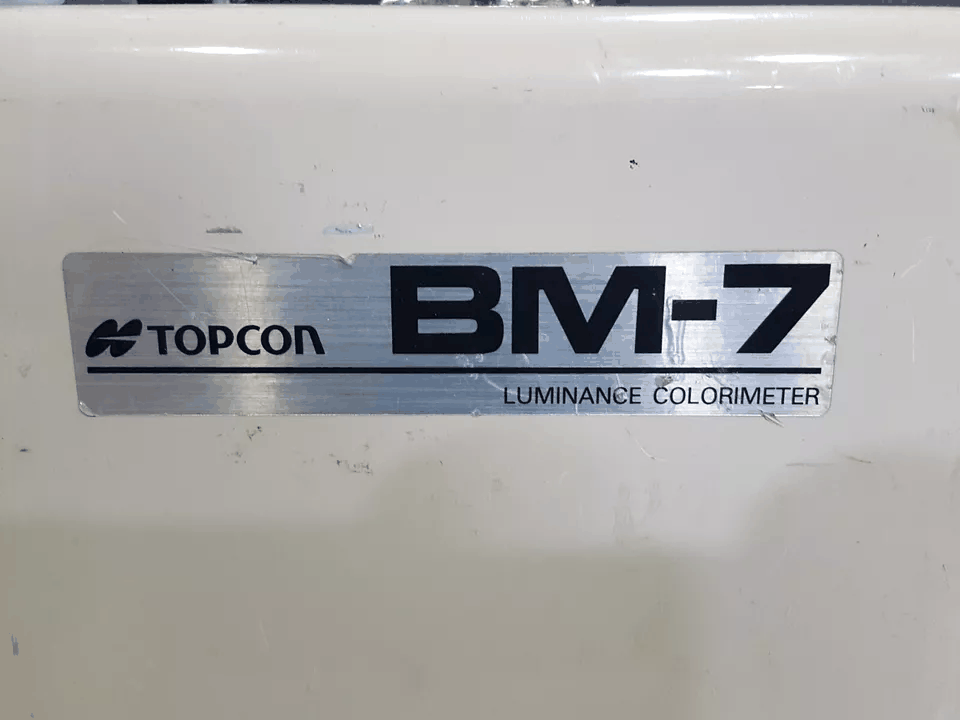 TOPCON BM-7
LUMINANCE COLORIMETER